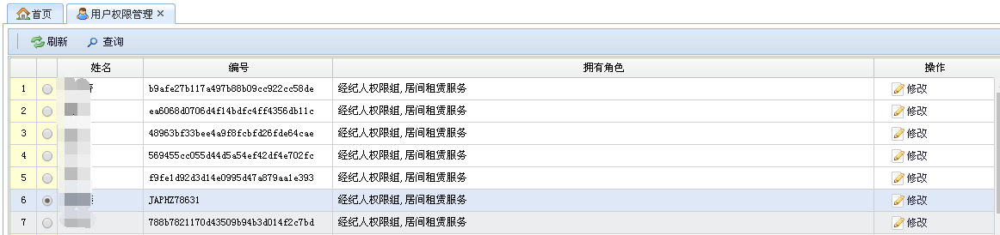 首页 用户权限管理
刷新 查询
姓名 编号 拥有角色 操作
1 b9afe27b117a497b88b09cc922cc58de 经纪人权限组,居间租赁服务 修改
2 ea6068d0706d4f14bdfc4ff4356db11c 经纪人权限组,居间租赁服务 修改
3 48963bf33bee4a9f8fcbfd26fde64cae 经纪人权限组,居间租赁服务 修改
4 569455cc055d44d5a54ef42df4e702fc 经纪人权限组,居间租赁服务 修改
5 f9fe1d92d3d14e0995d47a879aa1e393 经纪人权限组,居间租赁服务 修改
6 JAPHZ78631 经纪人权限组,居间租赁服务 修改
7 788b7821170d43509b94b3d014f2c7bd 经纪人权限组,居间租赁服务 修改